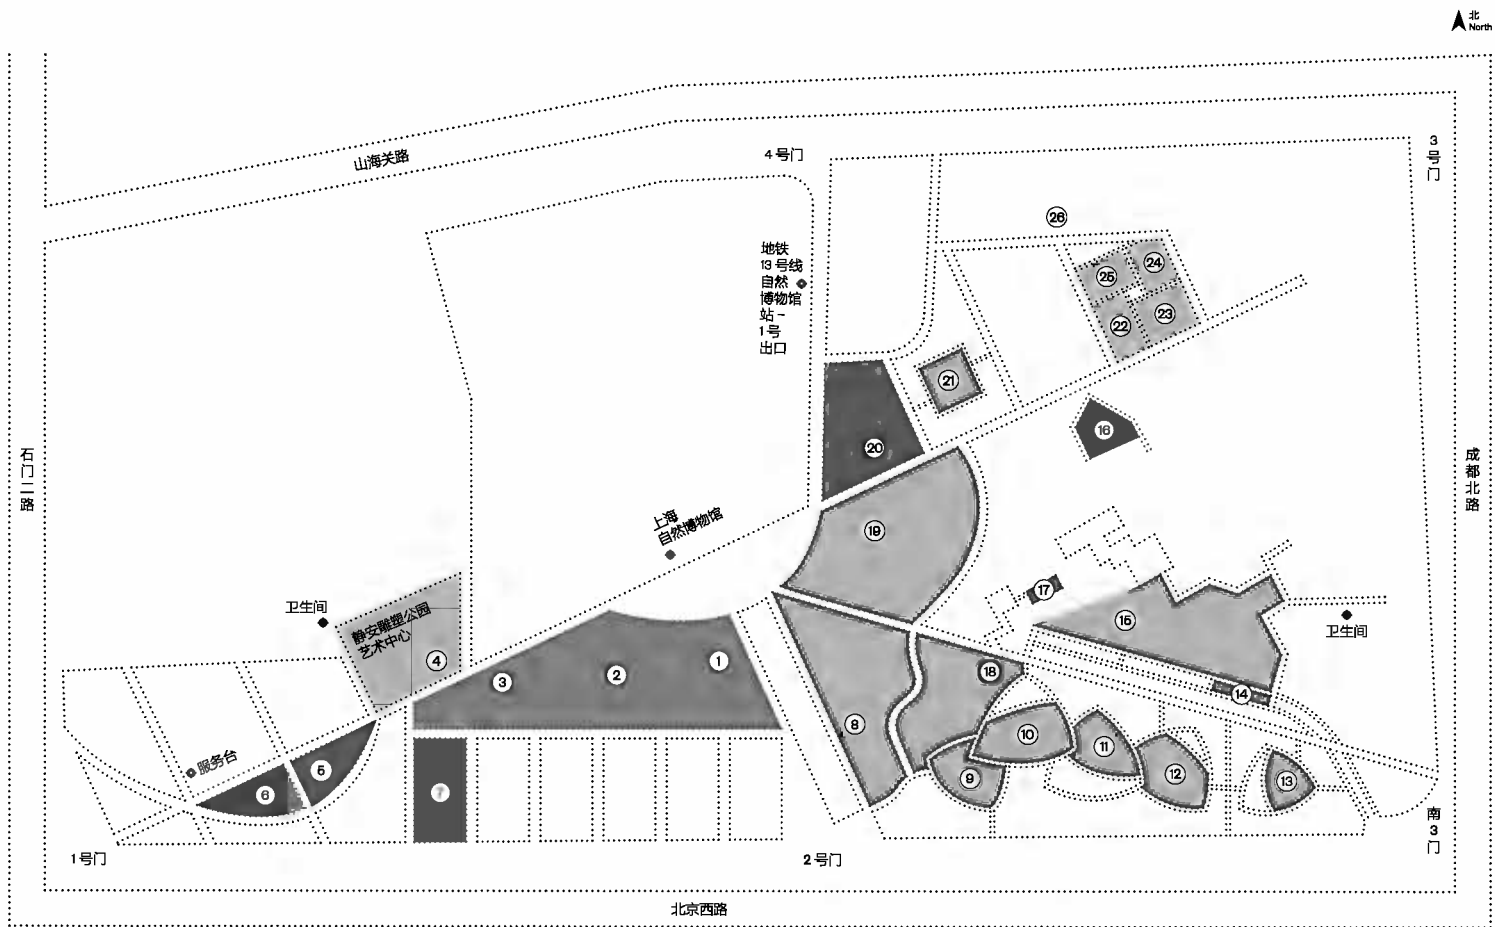 北
North
山海关路
4号门
3
号
门
26
地铁
13号线
自然
博物馆
站-
1号
出口
25
24
22
23
21
16
20
石
门
二
路
成
都
北
路
上海
自然博物馆
19
17
15
卫生间
卫生间
静安雕塑公园
艺术中心
4
3
2
1
18
14
8
10
11
12
9
13
服务台
5
6
7
1号门
2号门
南
3
门
北京西路